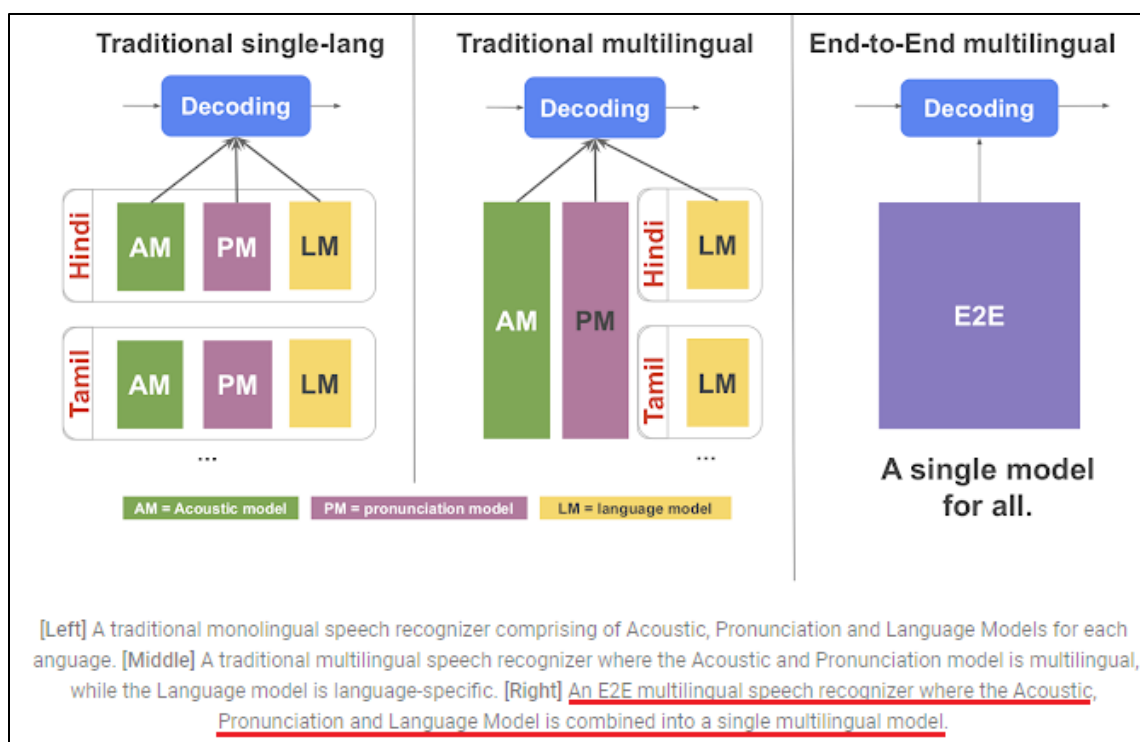 Traditional single-lang
Decoding
Hindi
AM
PM
LM
Tamil
AM
PM
LM
...
Traditional multilingual
Decoding
AM
PM
Hindi
LM
Tamil
LM
...
End-to-End multilingual
Decoding
E2E
A single model
for all.
AM = Acoustic model
PM = pronunciation model
LM = language model
[Left] A traditional monolingual speech recognizer comprising of Acoustic, Pronunciation and Language Models for each
anguage. [Middle] A traditional multilingual speech recognizer where the Acoustic and Pronunciation model is multilingual,
while the Language model is language-specific. [Right] An E2E multilingual speech recognizer where the Acoustic,
Pronunciation and Language Model is combined into a single multilingual model.